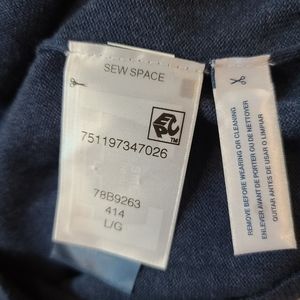 SEW SPACE
EPC™
751197347026
78B9263
414
L/G
REMOVE BEFORE WEARING OR CLEANING
ENLEVER AVANT DE PORTER OU DE NETTOYER
QUITAR ANTES DE USAR O LIMPIAR